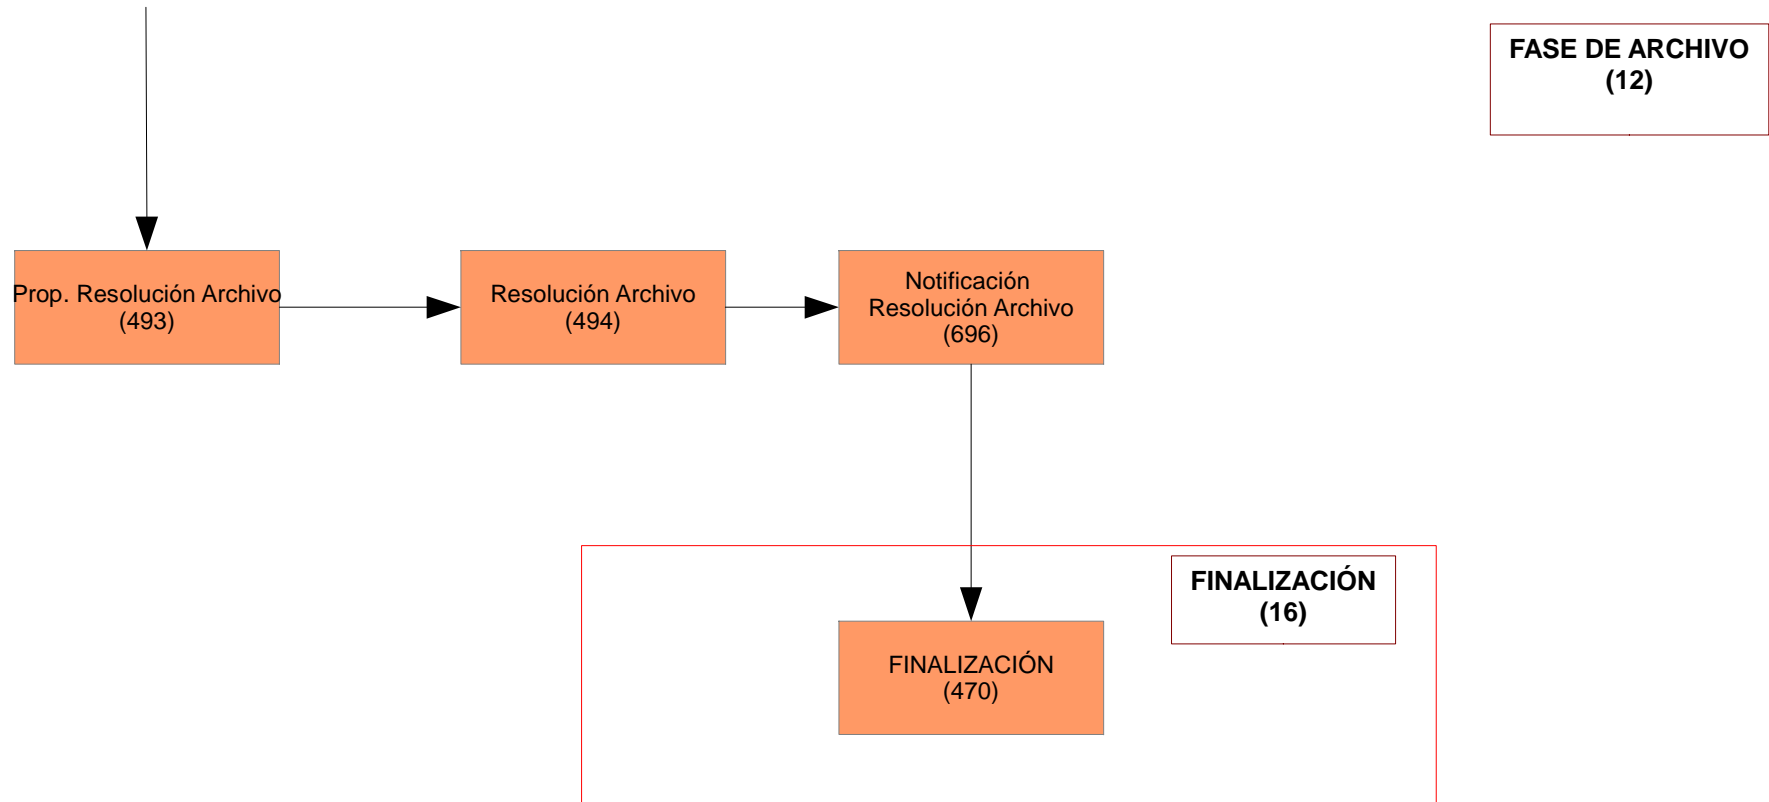 FASE DE ARCHIVO
(12)
Prop. Resolución Archivo
(493)
Resolución Archivo
(494)
Notificación
Resolución Archivo
(696)
FINALIZACIÓN
(16)
FINALIZACIÓN
(470)